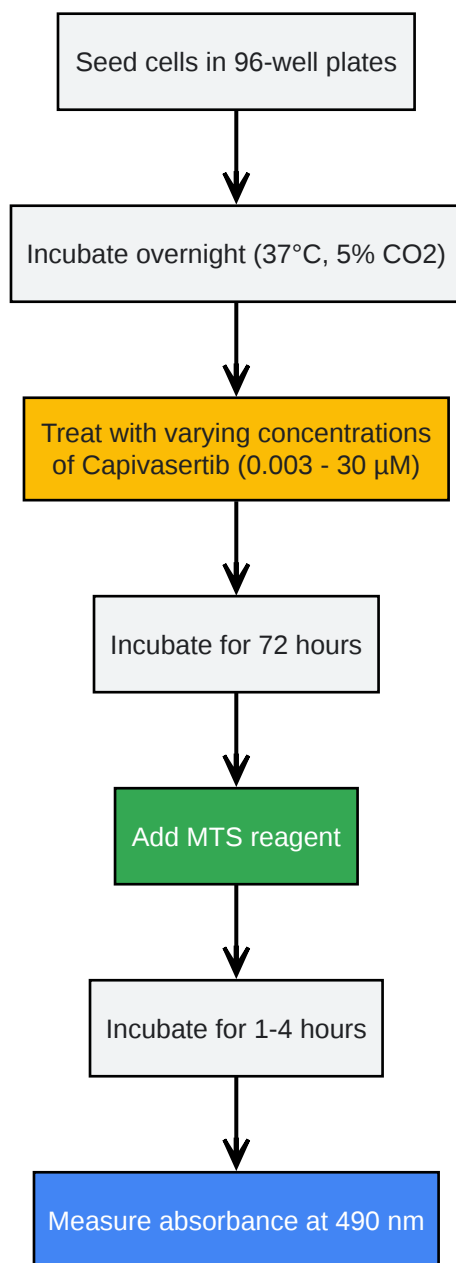 Seed cells in 96-well plates
Incubate overnight (37°C, 5% CO2)
Treat with varying concentrations
of Capivasertib (0.003 - 30 µM)
Incubate for 72 hours
Add MTS reagent
Incubate for 1-4 hours
Measure absorbance at 490 nm